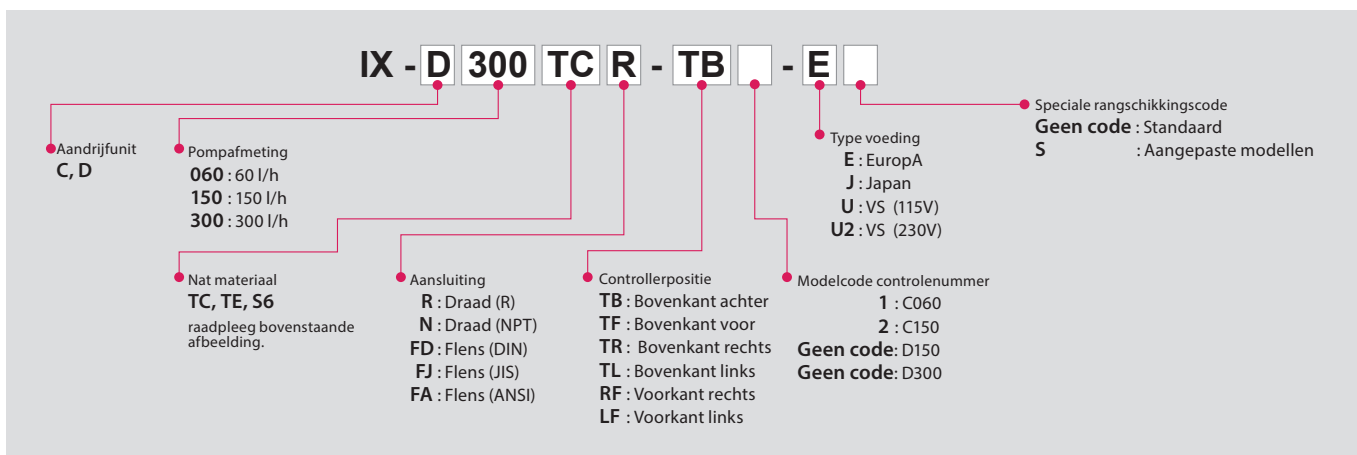 IX - D 300 TC R - TB - E
Speciale rangschikkingscode
Geen code : Standaard
S : Aangepaste modellen
Aandrijfunit
C, D
Pompafmeting
060 : 60 l/h
150 : 150 l/h
300 : 300 l/h
Type voeding
E : EuropA
J : Japan
U : VS (115V)
U2 : VS (230V)
Nat materiaal
TC, TE, S6
raadpleeg bovenstaande
afbeelding.
Aansluiting
R : Draad (R)
N : Draad (NPT)
FD : Flens (DIN)
FJ : Flens (JIS)
FA : Flens (ANSI)
Controllerpositie
TB : Bovenkant achter
TF : Bovenkant voor
TR : Bovenkant rechts
TL : Bovenkant links
RF : Voorkant rechts
LF : Voorkant links
Modelcode controlenummer
1 : C060
2 : C150
Geen code: D150
Geen code: D300